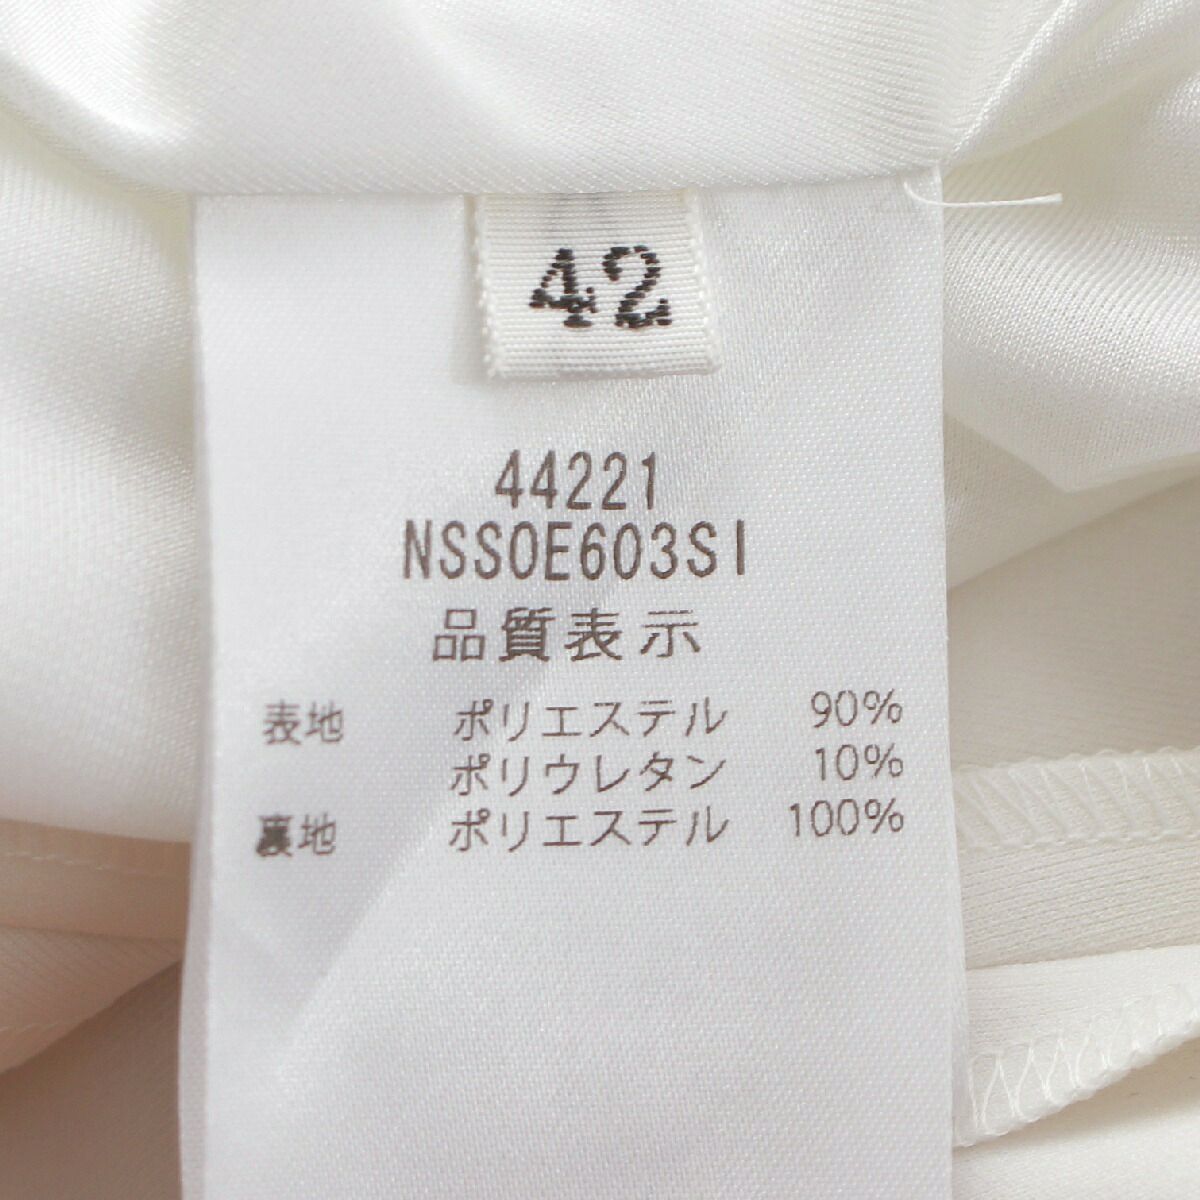 42
44221
NSSOE603SI
品質表示
表地 ポリエステル 90%
ポリウレタン 10%
裏地 ポリエステル 100%